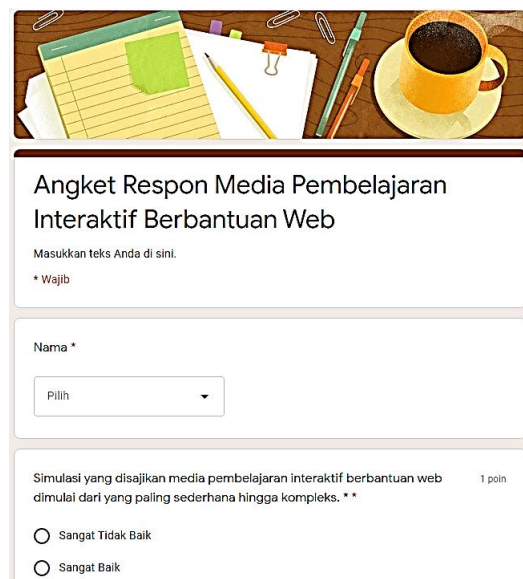 Angket Respon Media Pembelajaran
Interaktif Berbantuan Web
Masukkan teks Anda di sini.
* Wajib
Nama *
Pilih
Simulasi yang disajikan media pembelajaran interaktif berbantuan web 1 poin
dimulai dari yang paling sederhana hingga kompleks. * *
Sangat Tidak Baik
Sangat Baik